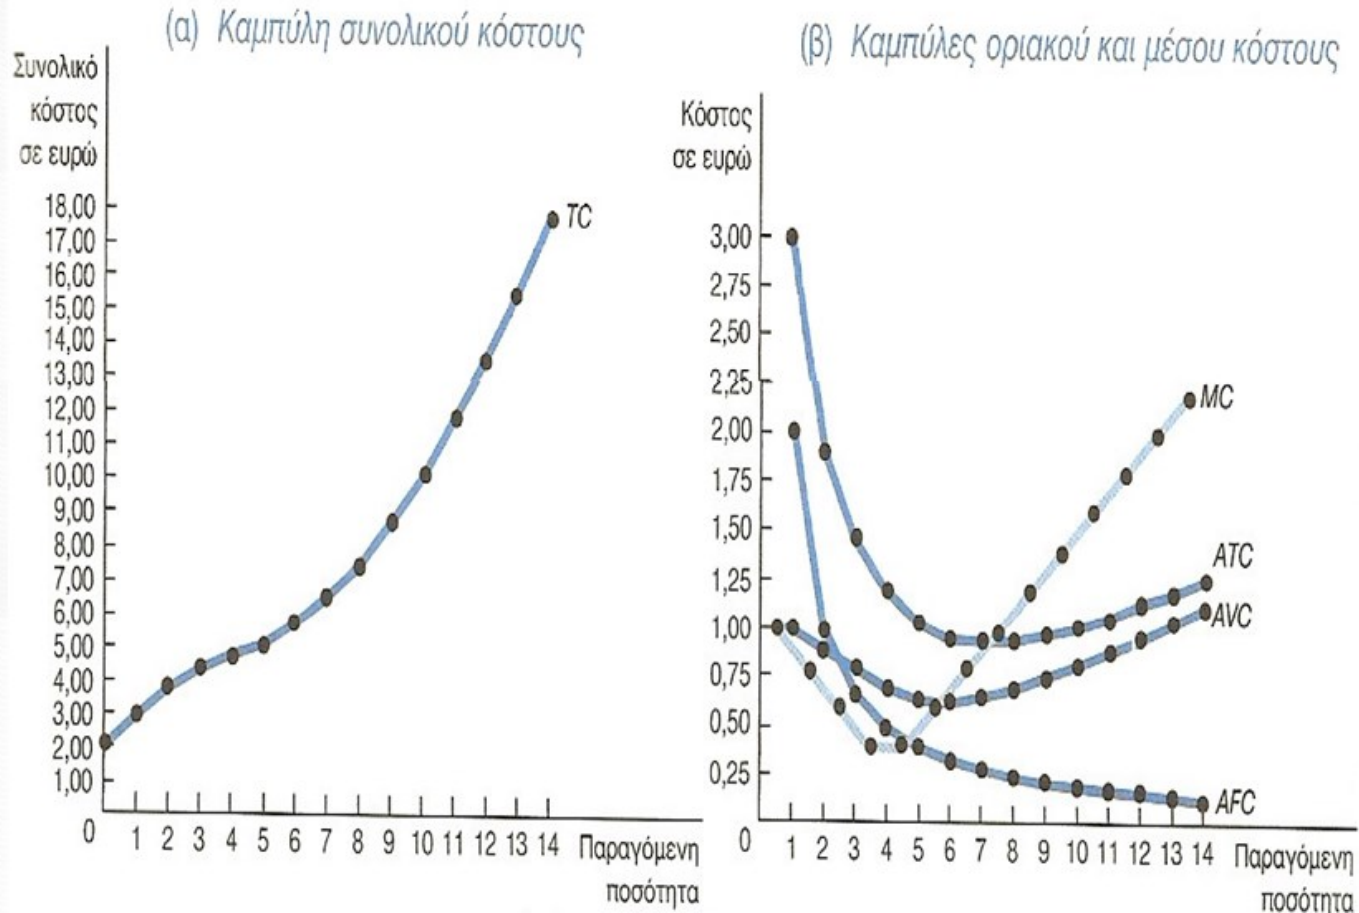 (α) Καμπύλη συνολικού κόστους
Συνολικό
κόστος
σε ευρώ
18,00
17,00
16,00
15,00
14,00
13,00
12,00
11,00
10,00
9,00
8,00
7,00
6,00
5,00
4,00
3,00
2,00
1,00
0
TC
1 2 3 4 5 6 7 8 9 10 11 12 13 14
Παραγόμενη
ποσότητα
(β) Καμπύλες οριακού και μέσου κόστους
Κόστος
σε ευρώ
3,00
2,75
2,50
2,25
2,00
1,75
1,50
1,25
1,00
0,75
0,50
0,25
0
MC
ATC
AVC
AFC
1 2 3 4 5 6 7 8 9 10 11 12 13 14
Παραγόμενη
ποσότητα